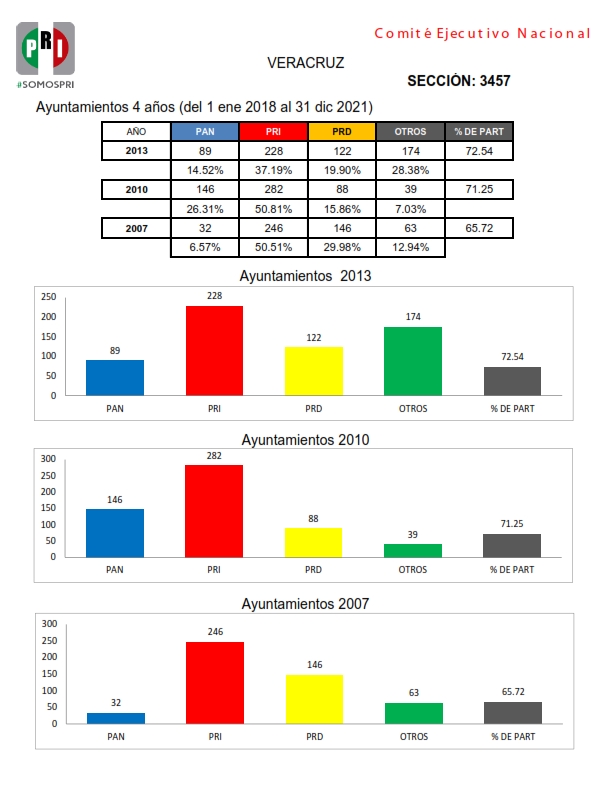 Comité Ejecutivo Nacional
PRI
#SOMOSPRI
VERACRUZ
SECCIÓN: 3457
Ayuntamientos 4 años (del 1 ene 2018 al 31 dic 2021)
AÑO PAN PRI PRD OTROS % DE PART
2013 89 228 122 174 72.54
14.52% 37.19% 19.90% 28.38%
2010 146 282 88 39 71.25
26.31% 50.81% 15.86% 7.03%
2007 32 246 146 63 65.72
6.57% 50.51% 29.98% 12.94%
Ayuntamientos 2013
250
200
150
100
50
0
89 228 122 174 72.54
PAN PRI PRD OTROS % DE PART
Ayuntamientos 2010
300
250
200
150
100
50
0
146 282 88 39 71.25
PAN PRI PRD OTROS % DE PART
Ayuntamientos 2007
300
250
200
150
100
50
0
32 246 146 63 65.72
PAN PRI PRD OTROS % DE PART